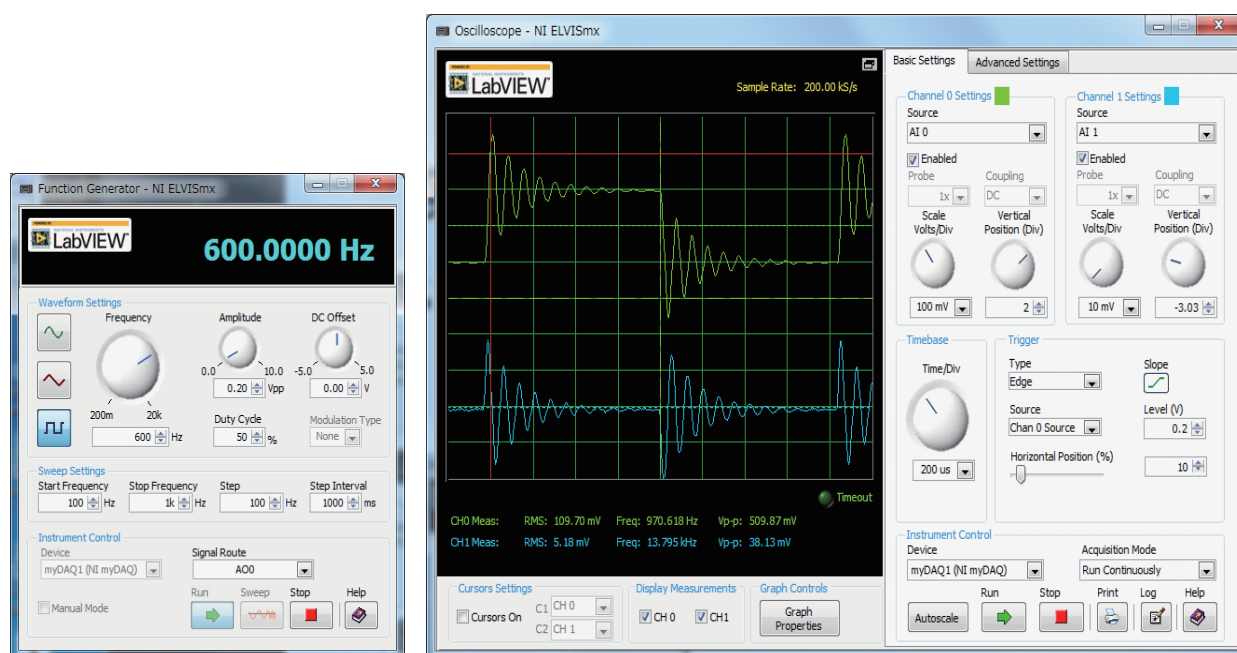 Function Generator - NI ELVISmx
LabVIEW
600.0000 Hz
Waveform Settings
Frequency
Amplitude
DC Offset
0.0
10.0
-5.0
5.0
0.20
Vpp
0.00
V
200m
20k
Duty Cycle
Modulation Type
600
Hz
50
%
None
Sweep Settings
Start Frequency
Stop Frequency
Step
Step Interval
100
Hz
1k
Hz
100
Hz
1000
ms
Instrument Control
Device
Signal Route
myDAQ1 (NI myDAQ)
AO0
Manual Mode
Run
Sweep
Stop
Help
Oscilloscope - NI ELVISmx
POWERED BY
NATIONAL INSTRUMENTS
LabVIEW
Sample Rate: 200.00 kS/s
Timeout
CH0 Meas: RMS: 109.70 mV Freq: 970.618 Hz Vp-p: 509.87 mV
CH1 Meas: RMS: 5.18 mV Freq: 13.795 kHz Vp-p: 38.13 mV
Cursors Settings
Cursors On
C1
CH 0
C2
CH 1
Display Measurements
CH 0
CH1
Graph Controls
Graph
Properties
Basic Settings
Advanced Settings
Channel 0 Settings
Source
AI 0
Enabled
Probe
Coupling
1x
DC
Scale
Volts/Div
Vertical
Position (Div)
100 mV
2
Channel 1 Settings
Source
AI 1
Enabled
Probe
Coupling
1x
DC
Scale
Volts/Div
Vertical
Position (Div)
10 mV
-3.03
Timebase
Time/Div
200 us
Trigger
Type
Edge
Slope
Source
Chan 0 Source
Level (V)
0.2
Horizontal Position (%)
10
Instrument Control
Device
myDAQ1 (NI myDAQ)
Acquisition Mode
Run Continuously
Run
Stop
Print
Log
Help
Autoscale